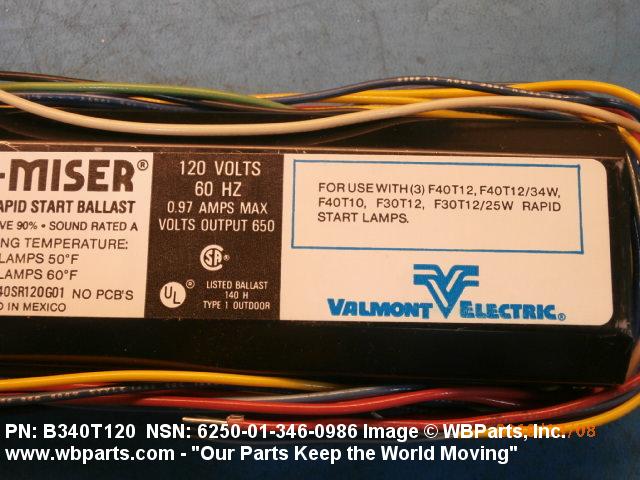 -MISER®
APID START BALLAST
VE 90% • SOUND RATED A
NG TEMPERATURE:
LAMPS 50°F
LAMPS 60°F
40SR120G01 NO PCB'S
D IN MEXICO
120 VOLTS
60 HZ
0.97 AMPS MAX
VOLTS OUTPUT 650
SA®
UL®
LISTED BALLAST
140 H
TYPE 1 OUTDOOR
FOR USE WITH (3) F40T12, F40T12/34W,
F40T10, F30T12, F30T12/25W RAPID
START LAMPS.
VALMONT ELECTRIC®
PN: B340T120 NSN: 6250-01-346-0986 Image © WBParts, Inc.
www.wbparts.com - "Our Parts Keep the World Moving"